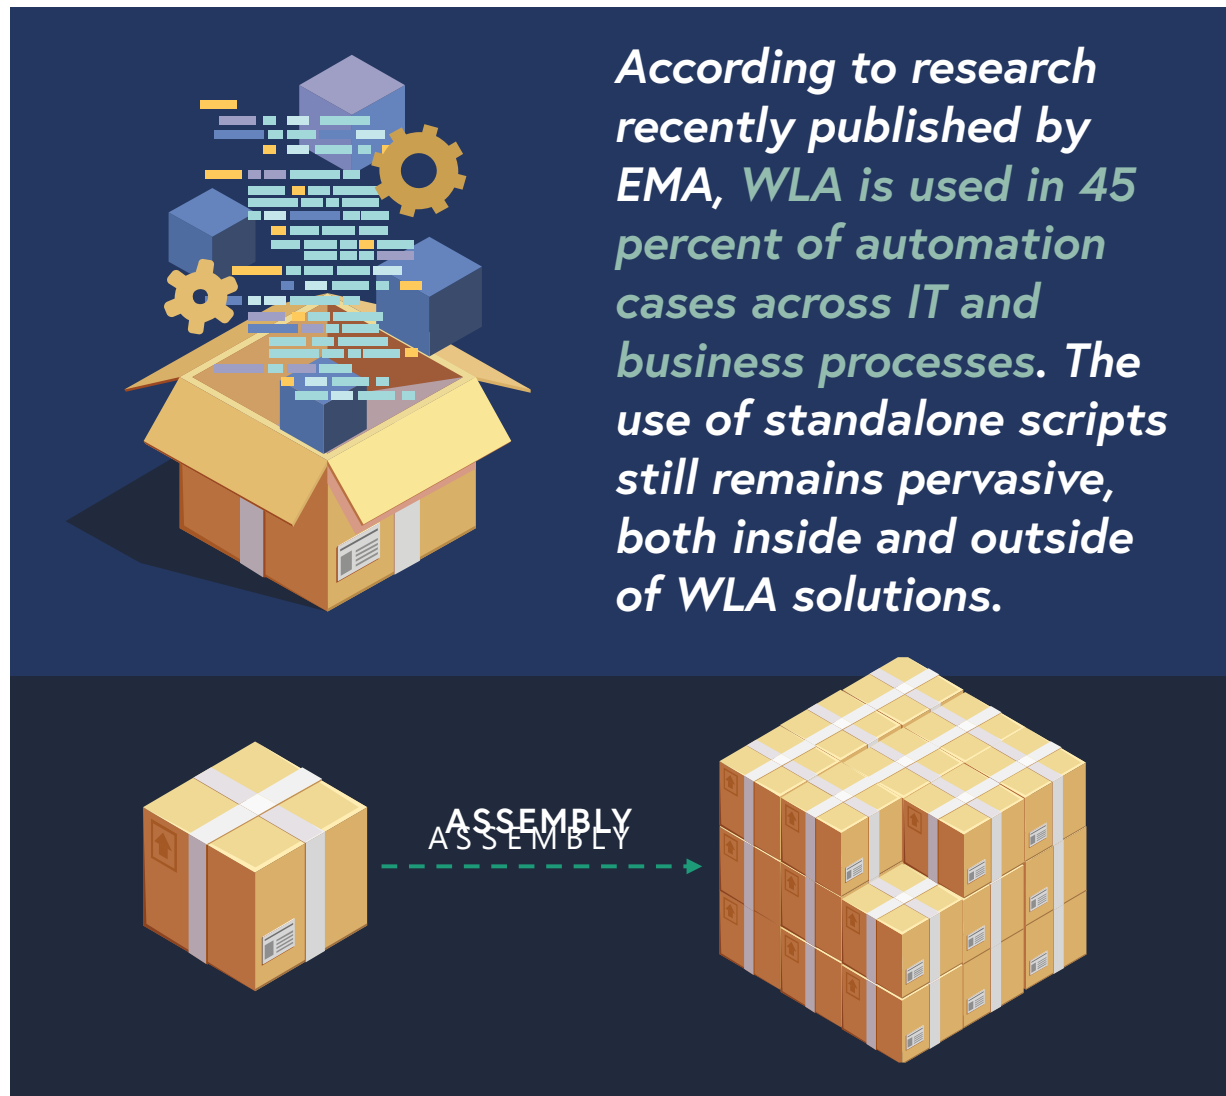 According to research
recently published by
EMA, WLA is used in 45
percent of automation
cases across IT and
business processes. The
use of standalone scripts
still remains pervasive,
both inside and outside
of WLA solutions.
ASSEMBLY
ASSEMBLY